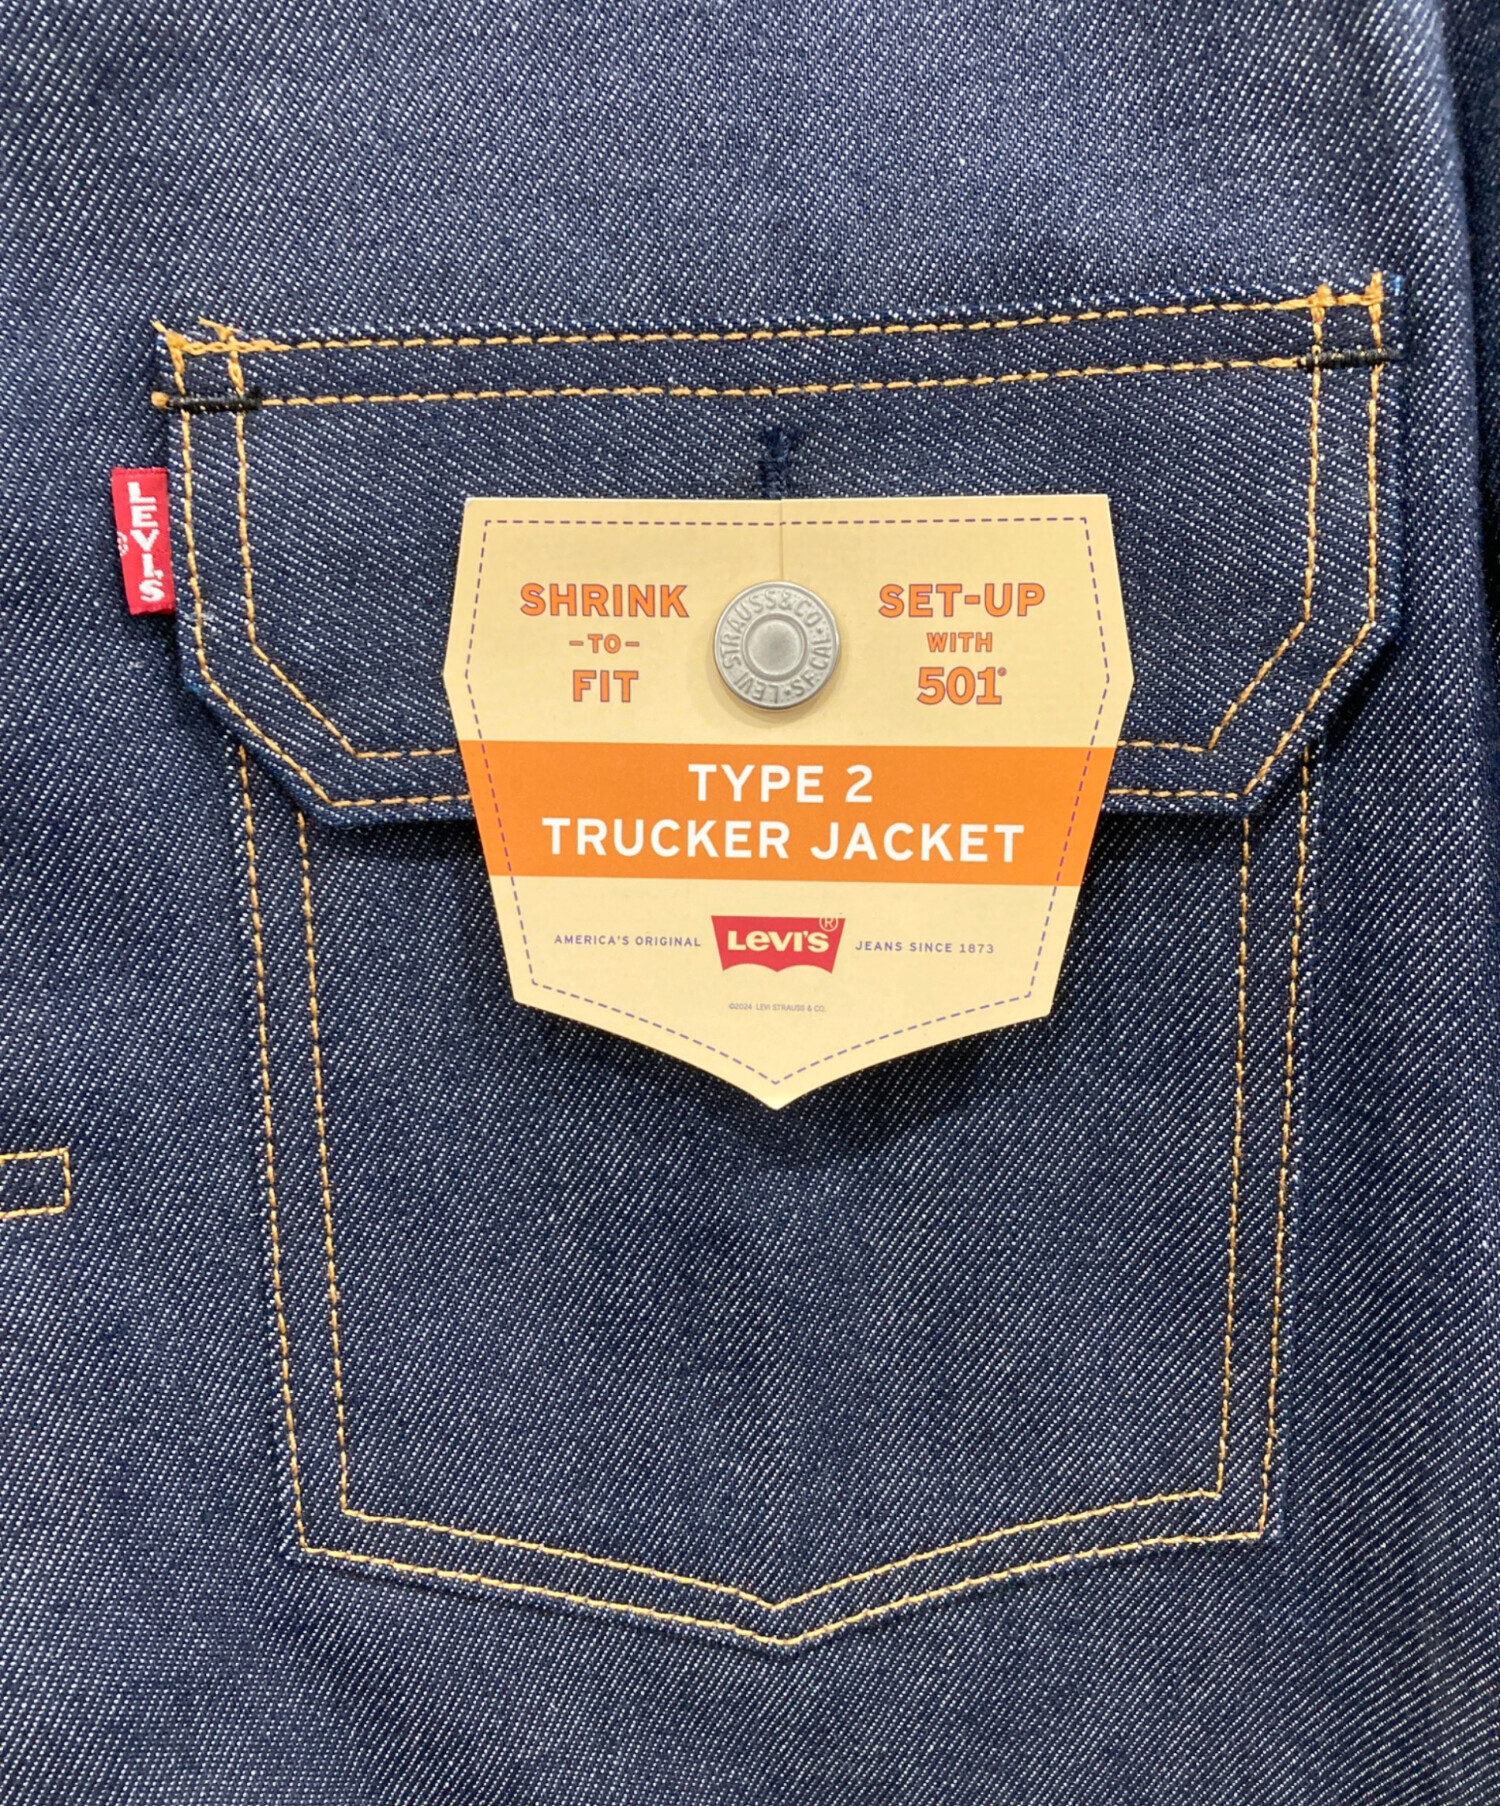 LEVI'S
®
SHRINK
-TO-
FIT
LEVI STRAUSS & CO. S.F. CAL.
SET-UP
WITH
501®
TYPE 2
TRUCKER JACKET
AMERICA'S ORIGINAL
LEVI'S®
JEANS SINCE 1873
©2024 LEVI STRAUSS & CO.